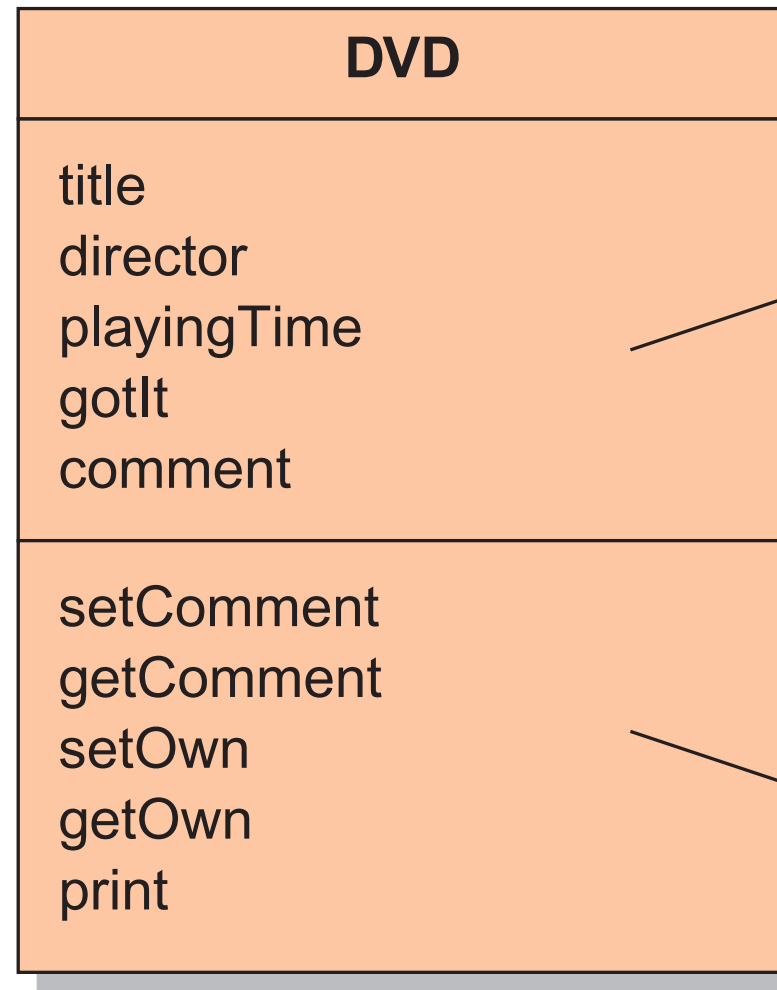 DVD
title
director
playingTime
gotIt
comment
setComment
getComment
setOwn
getOwn
print